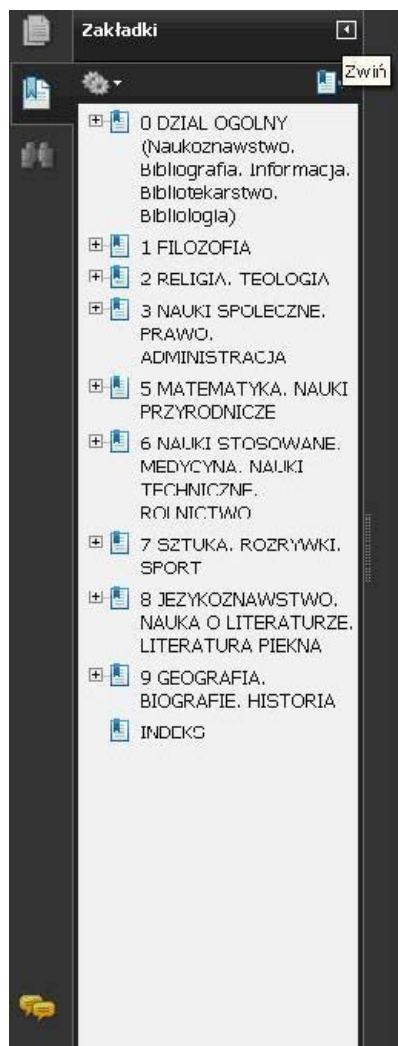 Zakładki
Zwiń
0 DZIAL OGOLNY
(Naukoznawstwo.
Bibliografia. Informacja.
Bibliotekarstwo.
Bibliologia)
1 FILOZOFIA
2 RELIGIA. TEOLOGIA
3 NAUKI SPOLECZNE.
PRAWO.
ADMINISTRACJA
5 MATEMATYKA. NAUKI
PRZYRODNICZE
6 NAUKI STOSOWANE.
MEDYCYNA. NAUKI
TECHNICZNE.
ROLNICTWO
7 SZTUKA. ROZRYWKI.
SPORT
8 JEZYKOZNAWSTWO.
NAUKA O LITERATURZE.
LITERATURA PIEKNA
9 GEOGRAFIA.
BIOGRAFIE. HISTORIA
INDEKS